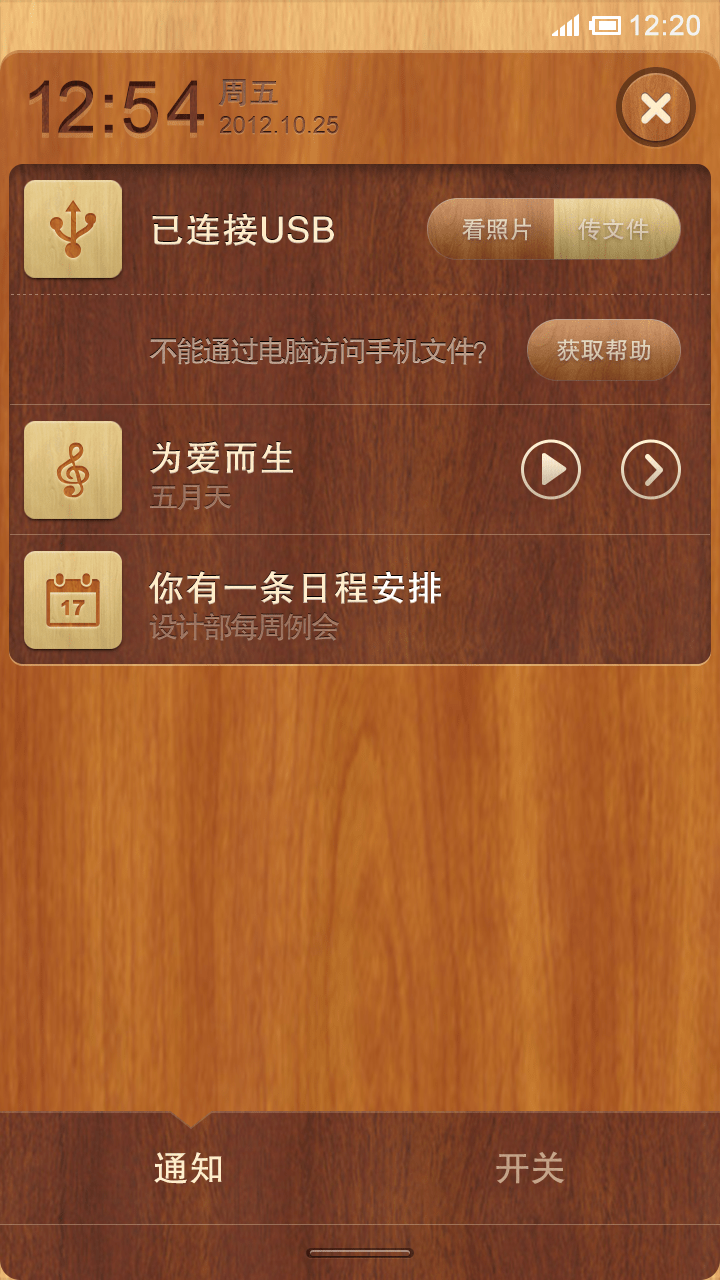 12:20
12:54
周五
2012.10.25
已连接USB
看照片 传文件
不能通过电脑访问手机文件?
获取帮助
为爱而生
五月天
17
你有一条日程安排
设计部每周例会
通知 开关